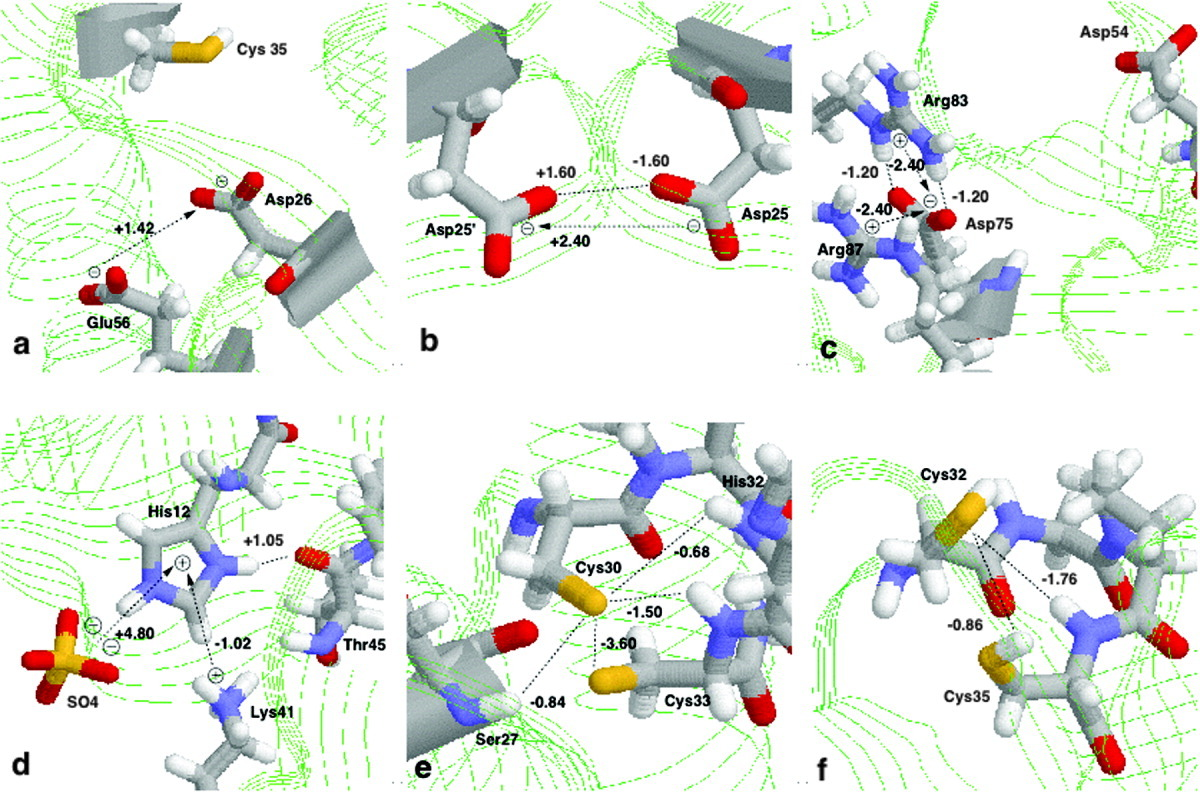 Cys 35
Asp26
+1.42
⊖
⊖
Glu56
a
+1.60
-1.60
Asp25'
⊖
⊖
Asp25
+2.40
b
Asp54
Arg83
⊕
-2.40
-1.20
-1.20
⊖
-2.40
Asp75
⊕
Arg87
c
His12
+1.05
⊕
⊖
+4.80
⊖
-1.02
Thr45
⊕
SO4
Lys41
d
His32
-0.68
Cys30
-1.50
-3.60
-0.84
Cys33
Ser27
e
Cys32
-1.76
-0.86
Cys35
f